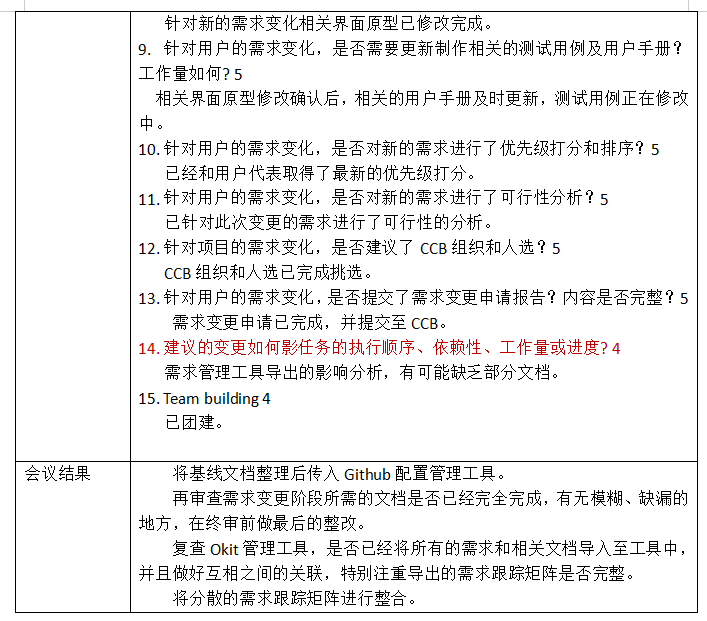 针对新的需求变化相关界面原型已修改完成。
9. 针对用户的需求变化，是否需要更新制作相关的测试用例及用户手册？
工作量如何? 5
相关界面原型修改确认后，相关的用户手册及时更新，测试用例正在修改
中。
10. 针对用户的需求变化，是否对新的需求进行了优先级打分和排序？5
已经和用户代表取得了最新的优先级打分。
11. 针对用户的需求变化，是否对新的需求进行了可行性分析？5
已针对此次变更的需求进行了可行性的分析。
12. 针对项目的需求变化，是否建议了 CCB 组织和人选？5
CCB 组织和人选已完成挑选。
13. 针对用户的需求变化，是否提交了需求变更申请报告？内容是否完整？5
需求变更申请已完成，并提交至 CCB。
14. 建议的变更如何影任务的执行顺序、依赖性、工作量或进度? 4
需求管理工具导出的影响分析，有可能缺乏部分文档。
15. Team building 4
已团建。
会议结果
将基线文档整理后传入 Github 配置管理工具。
再审查需求变更阶段所需的文档是否已经完全完成，有无模糊、缺漏的
地方，在终审前做最后的整改。
复查 Okit 管理工具，是否已经将所有的需求和相关文档导入至工具中，
并且做好互相之间的关联，特别注重导出的需求跟踪矩阵是否完整。
将分散的需求跟踪矩阵进行整合。